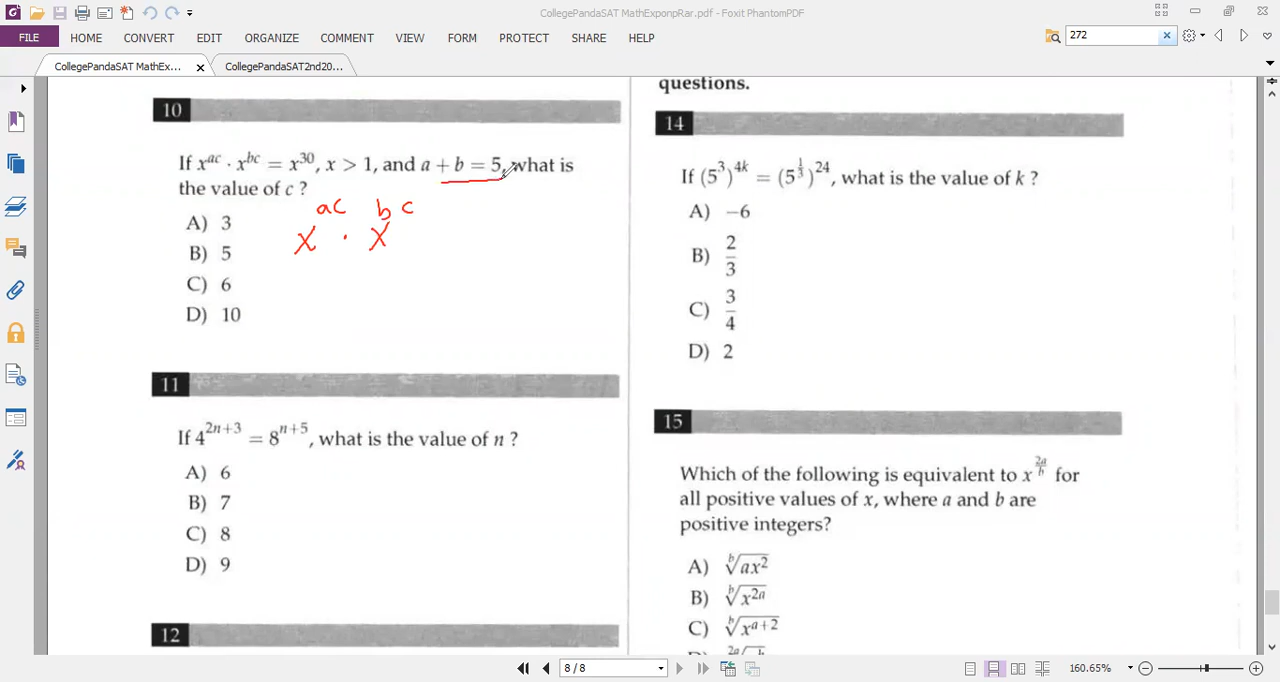 CollegePandaSAT MathExponpRar.pdf - Foxit PhantomPDF
FILE HOME CONVERT EDIT ORGANIZE COMMENT VIEW FORM PROTECT SHARE HELP 272
CollegePandaSAT MathEx... CollegePandaSAT2nd20...
10
If x^{ac} · x^{bc} = x^{30}, x > 1, and a + b = 5, what is
the value of c ?
A) 3
B) 5
C) 6
D) 10
x^{ac} · x^{bc}
11
If 4^{2n+3} = 8^{n+5}, what is the value of n ?
A) 6
B) 7
C) 8
D) 9
12
questions.
14
If (5^3)^{4k} = (5^{1/3})^{24}, what is the value of k ?
A) −6
B) 2/3
C) 3/4
D) 2
15
Which of the following is equivalent to x^{2a/b} for
all positive values of x, where a and b are
positive integers?
A) ᵇ√ax²
B) ᵇ√x^{2a}
C) ᵇ√x^{a+2}
8 / 8
160.65%